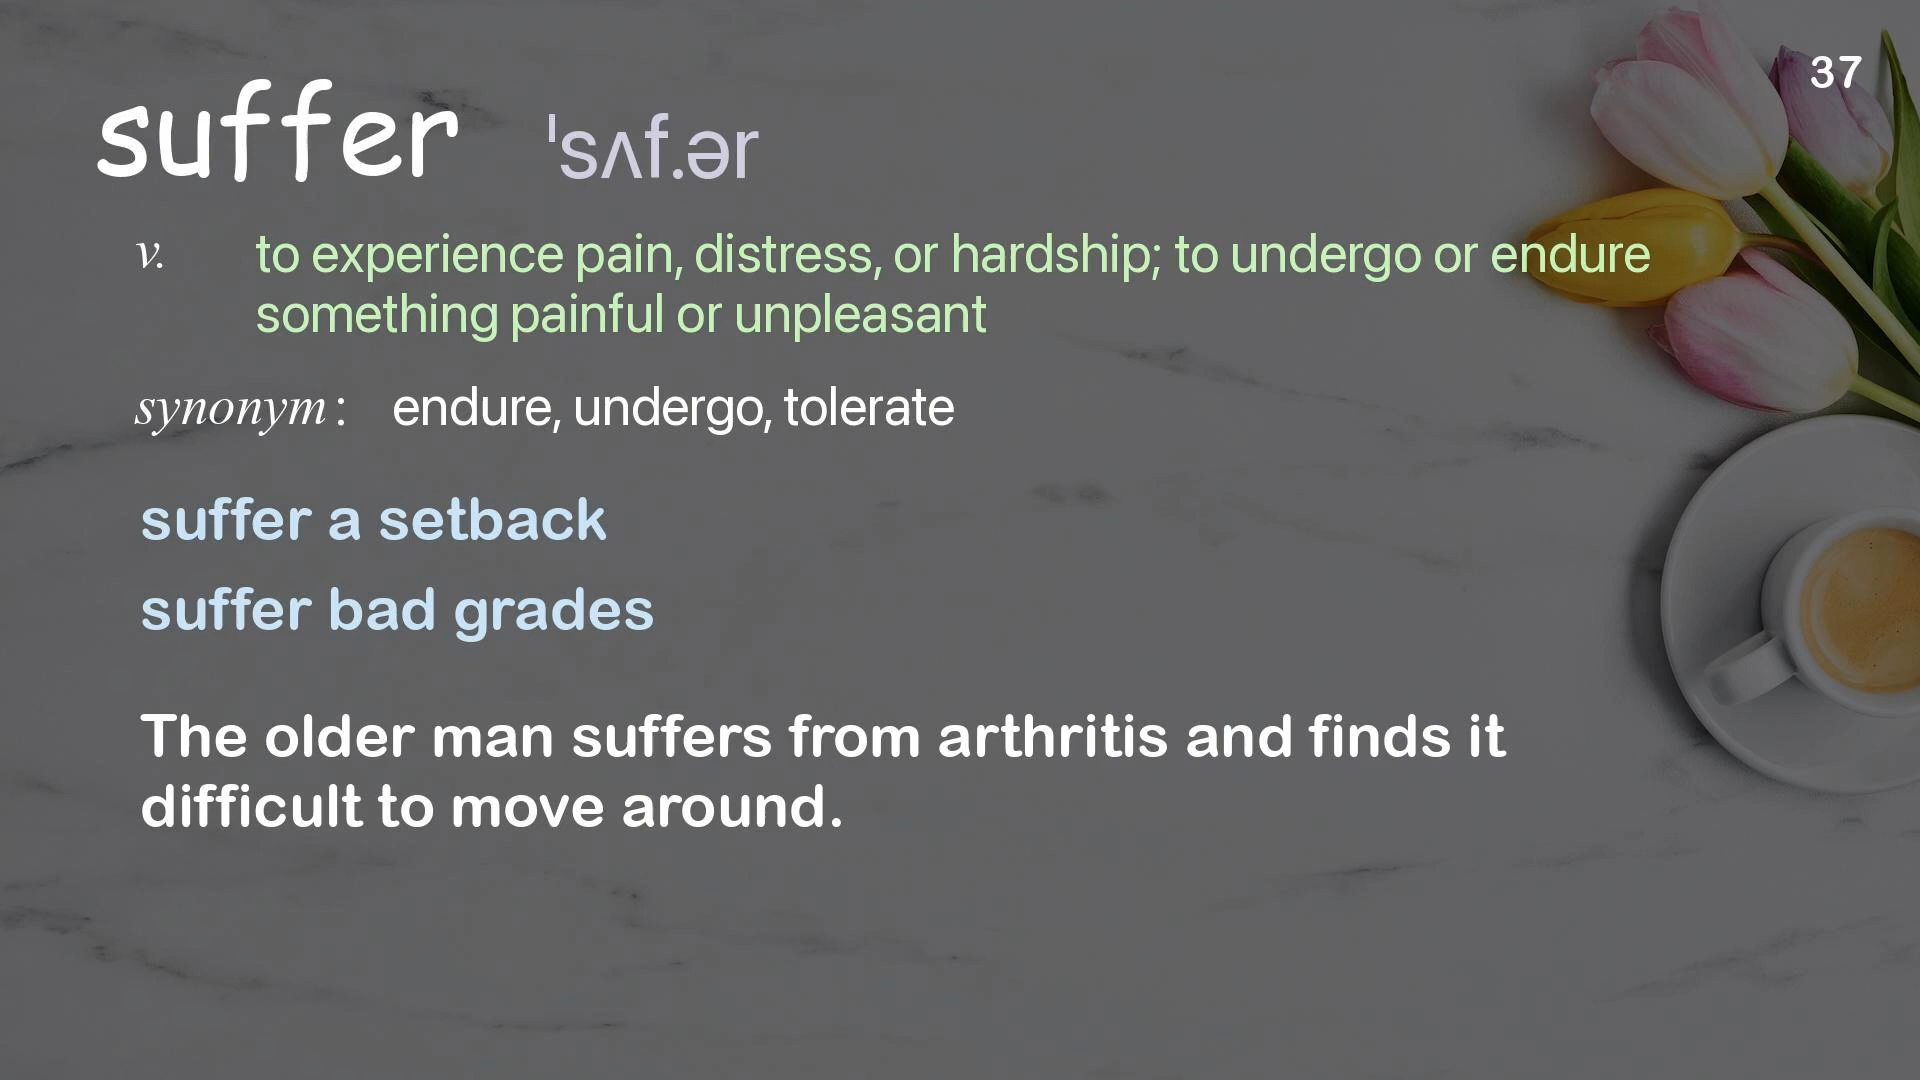 37
suffer ˈsʌf.ər
v. to experience pain, distress, or hardship; to undergo or endure
something painful or unpleasant
synonym : endure, undergo, tolerate
suffer a setback
suffer bad grades
The older man suffers from arthritis and finds it
difficult to move around.